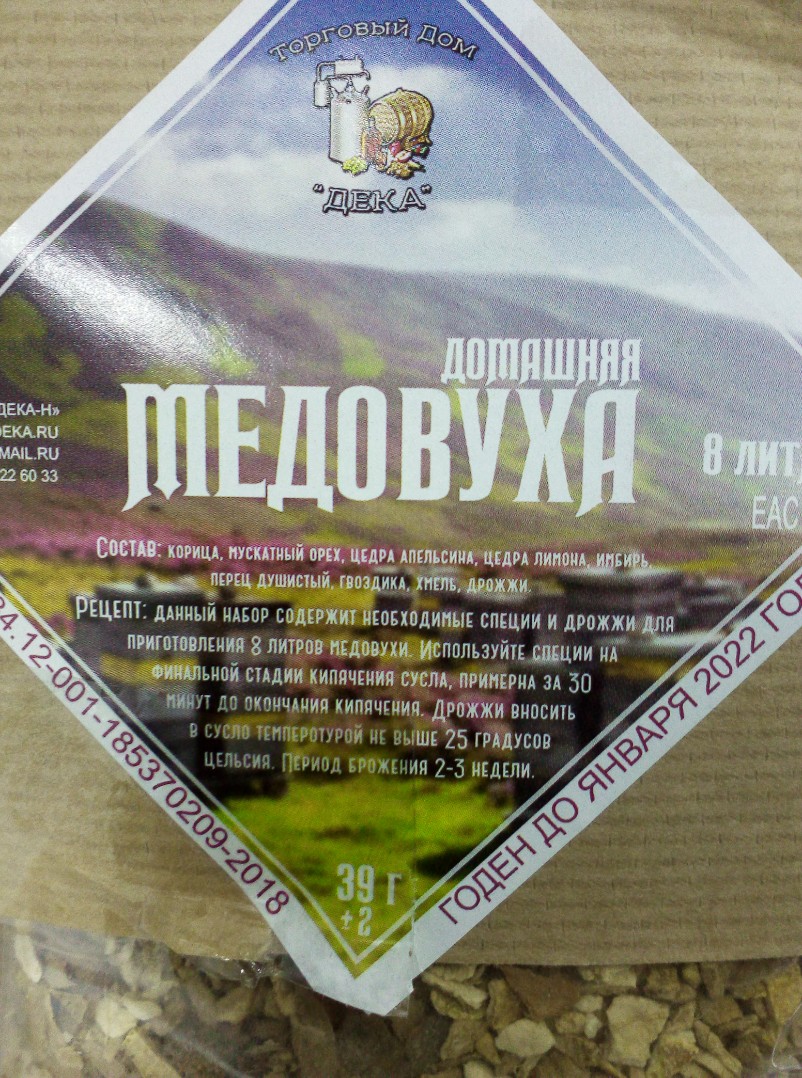 ТОРГОВЫЙ ДОМ
"ДЕКА"
ДОМАШНЯЯ
МЕДОВУХА
ДЕКА-Н»
DEKA.RU
MAIL.RU
22 60 33
8 ЛИТ
EAC
СОСТАВ: КОРИЦА, МУСКАТНЫЙ ОРЕХ, ЦЕДРА АПЕЛЬСИНА, ЦЕДРА ЛИМОНА, ИМБИРЬ,
ПЕРЕЦ ДУШИСТЫЙ, ГВОЗДИКА, ХМЕЛЬ, ДРОЖЖИ.
РЕЦЕПТ: ДАННЫЙ НАБОР СОДЕРЖИТ НЕОБХОДИМЫЕ СПЕЦИИ И ДРОЖЖИ ДЛЯ
ПРИГОТОВЛЕНИЯ 8 ЛИТРОВ МЕДОВУХИ. ИСПОЛЬЗУЙТЕ СПЕЦИИ НА
ФИНАЛЬНОЙ СТАДИИ КИПЯЧЕНИЯ СУСЛА, ПРИМЕРНА ЗА 30
МИНУТ ДО ОКОНЧАНИЯ КИПЯЧЕНИЯ. ДРОЖЖИ ВНОСИТЬ
В СУСЛО ТЕМПЕРОТУРОЙ НЕ ВЫШЕ 25 ГРАДУСОВ
ЦЕЛЬСИЯ. ПЕРИОД БРОЖЕНИЯ 2-3 НЕДЕЛИ.
24.12-001-185370209-2018
ГОДЕН ДО ЯНВАРЯ 2022 ГОД
39 Г
±2